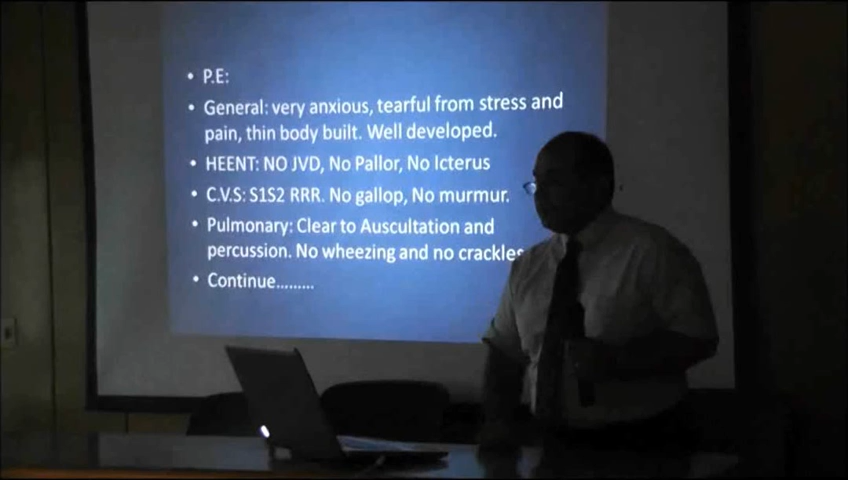 • P.E:
• General: very anxious, tearful from stress and
pain, thin body built. Well developed.
• HEENT: NO JVD, No Pallor, No Icterus
• C.V.S: S1S2 RRR. No gallop, No murmur.
• Pulmonary: Clear to Auscultation and
percussion. No wheezing and no crackles
• Continue.........